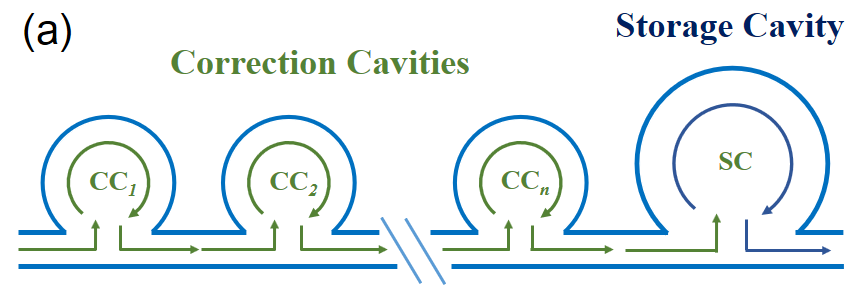 (a)
Storage Cavity
Correction Cavities
CC1 CC2 CCn SC